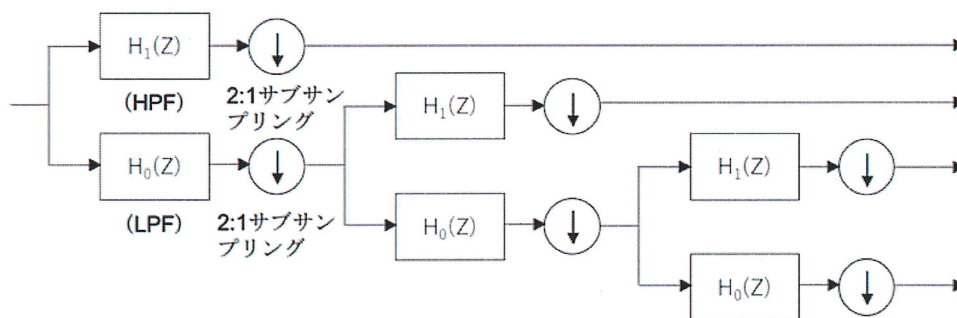 H₁(Z)
(HPF)
2:1サブサン
プリング
H₀(Z)
(LPF)
2:1サブサン
プリング
H₁(Z)
H₀(Z)
H₁(Z)
H₀(Z)